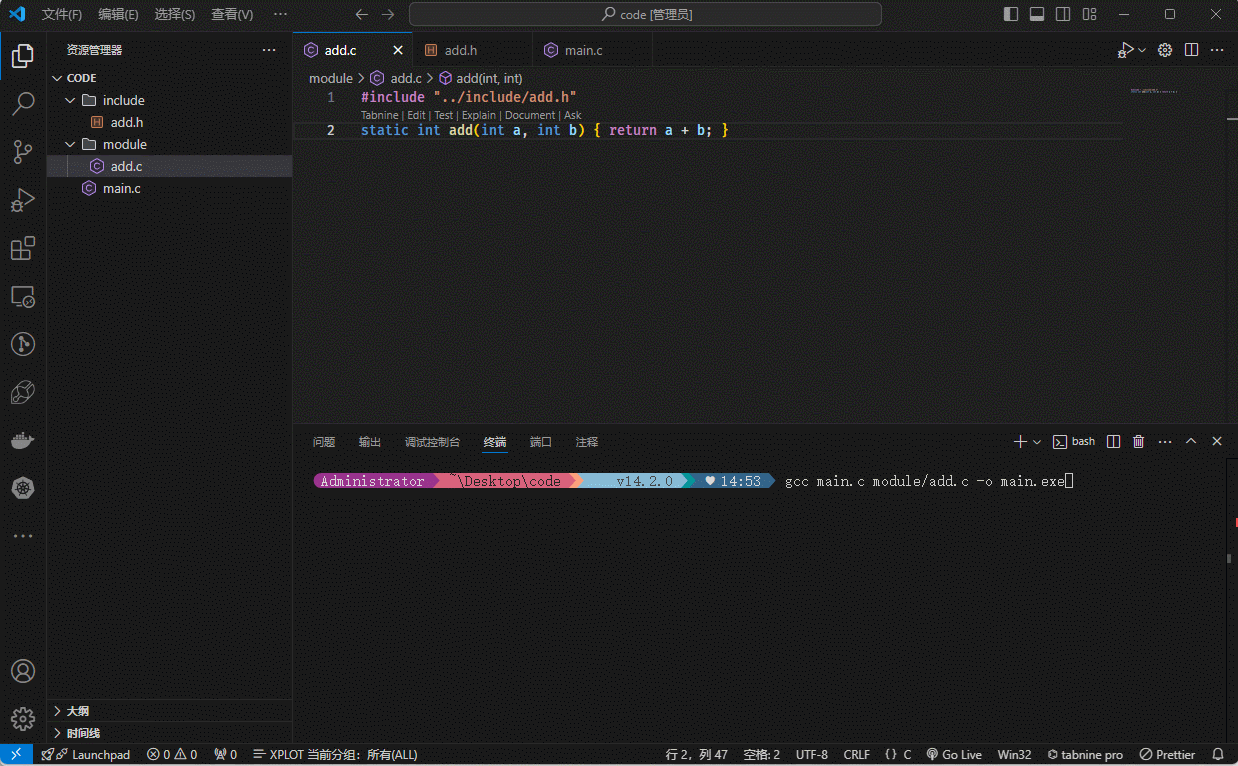 文件(F) 编辑(E) 选择(S) 查看(V) ··· code [管理员]
资源管理器 ···
CODE
include
add.h
module
add.c
main.c
大纲
时间线
add.c add.h main.c
module > add.c > add(int, int)
1 #include "../include/add.h"
Tabnine | Edit | Test | Explain | Document | Ask
2 static int add(int a, int b) { return a + b; }
问题 输出 调试控制台 终端 端口 注释 bash
Administrator ~\Desktop\code v14.2.0 ♥ 14:53 gcc main.c module/add.c -o main.exe
Launchpad 0 0 0 XPLOT 当前分组：所有(ALL) 行 2，列 47 空格: 2 UTF-8 CRLF {} C Go Live Win32 tabnine pro Prettier